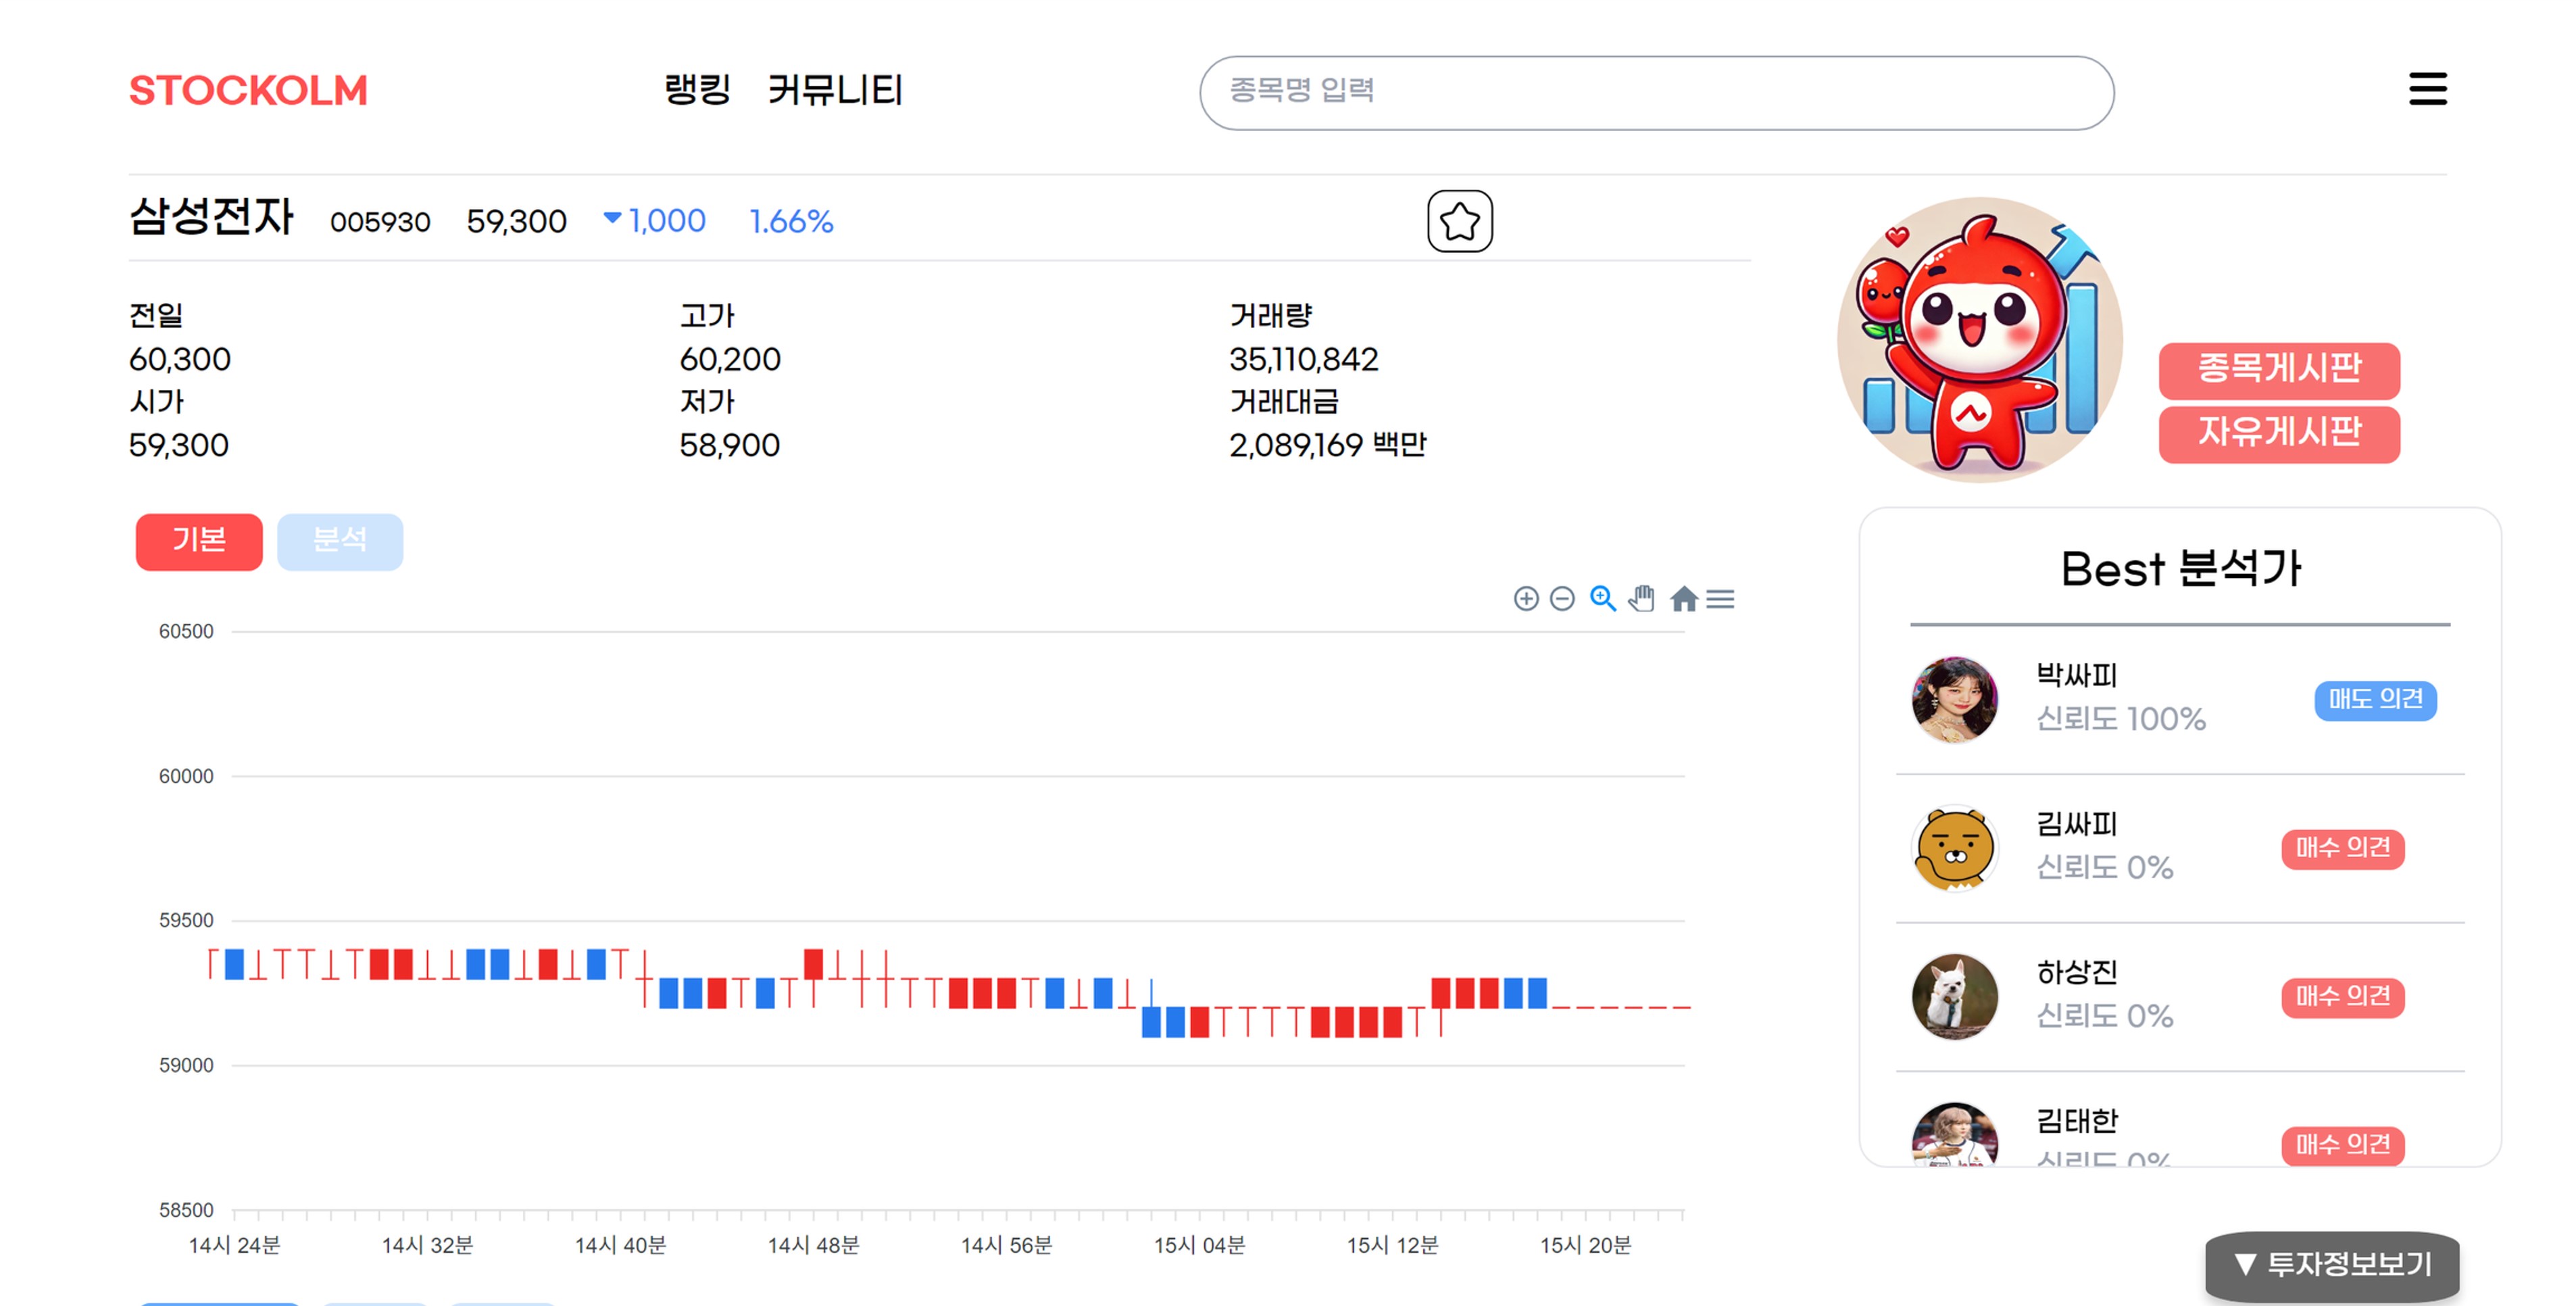 STOCKOLM
랭킹 커뮤니티
종목명 입력
삼성전자 005930 59,300 1,000 1.66%
전일
60,300
시가
59,300
고가
60,200
저가
58,900
거래량
35,110,842
거래대금
2,089,169 백만
종목게시판
자유게시판
기본 분석
60500
60000
59500
59000
58500
14시 24분 14시 32분 14시 40분 14시 48분 14시 56분 15시 04분 15시 12분 15시 20분
Best 분석가
박싸피
신뢰도 100%
매도 의견
김싸피
신뢰도 0%
매수 의견
하상진
신뢰도 0%
매수 의견
김태한
신뢰도 0%
매수 의견
▼ 투자정보보기